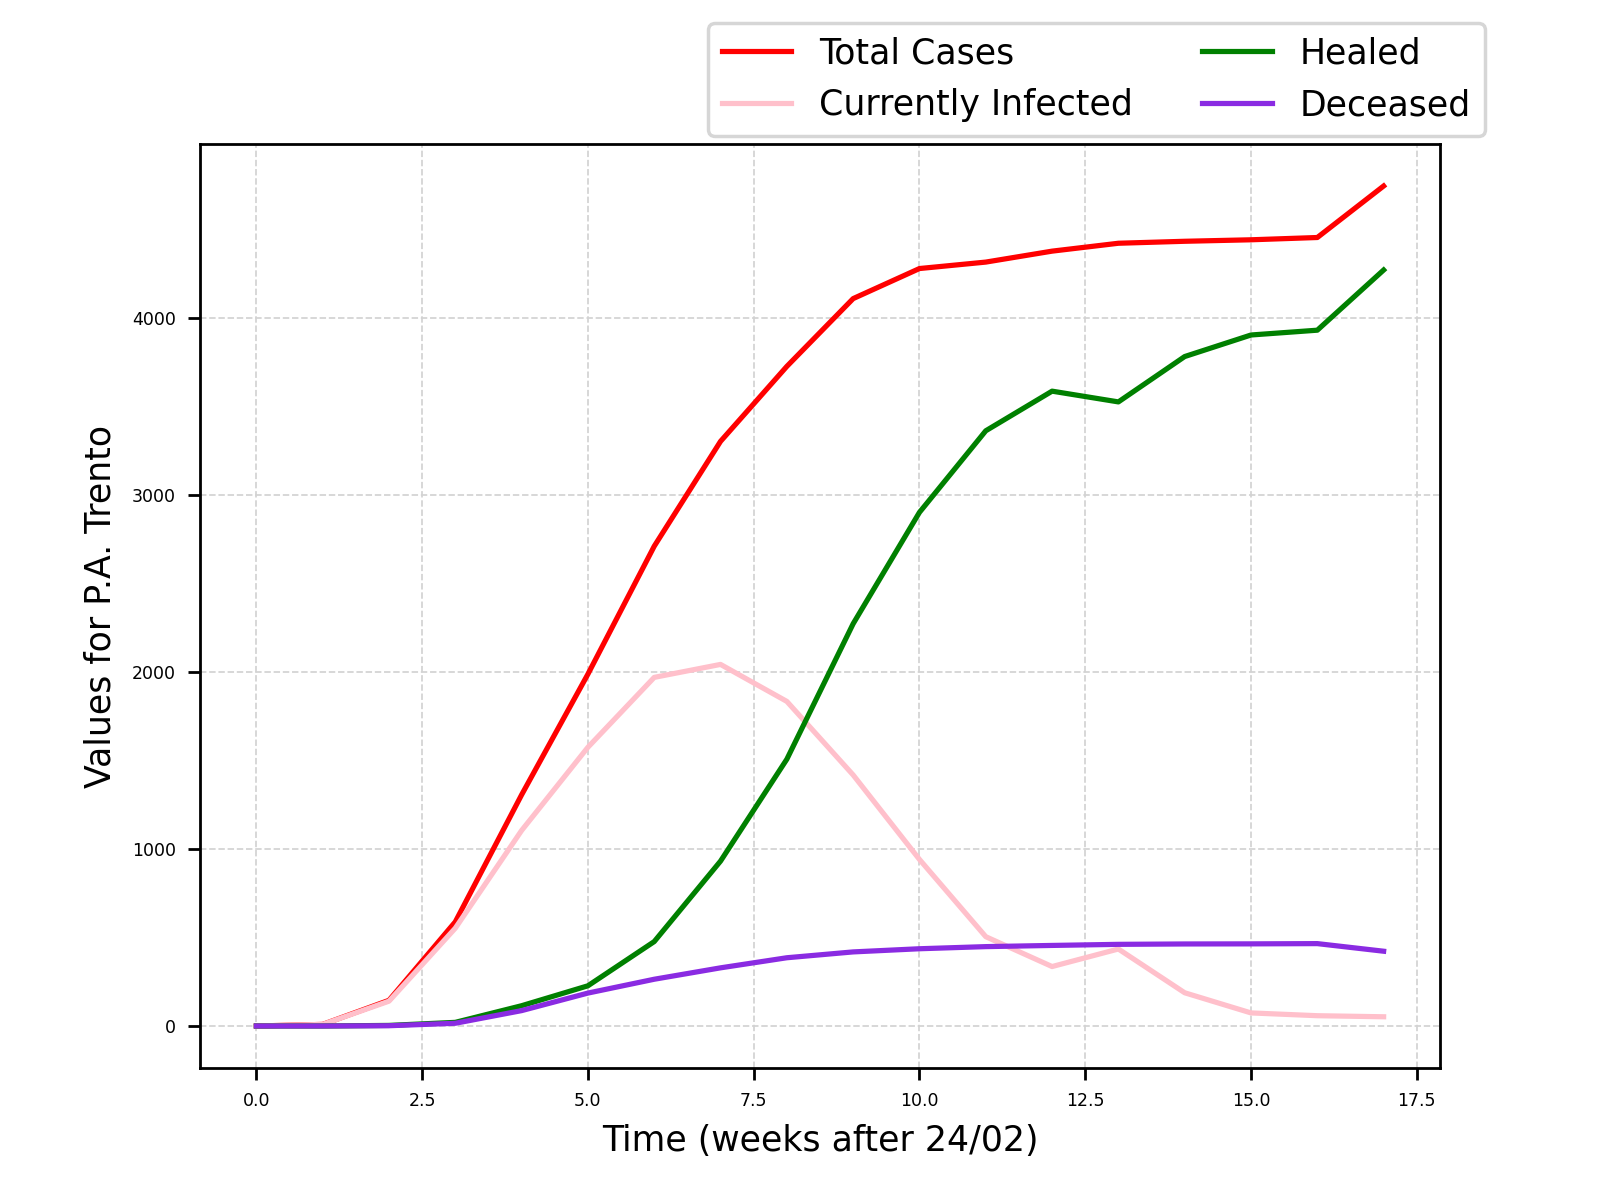 Total Cases
Currently Infected
Healed
Deceased
Values for P.A. Trento
4000
3000
2000
1000
0
0.0 2.5 5.0 7.5 10.0 12.5 15.0 17.5
Time (weeks after 24/02)